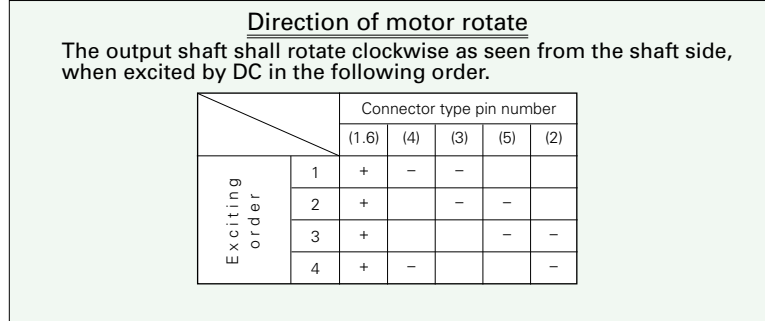 Direction of motor rotate
The output shaft shall rotate clockwise as seen from the shaft side,
when excited by DC in the following order.
Connector type pin number
(1.6) (4) (3) (5) (2)
Exciting order
1 + – –
2 + – –
3 + – –
4 + – –